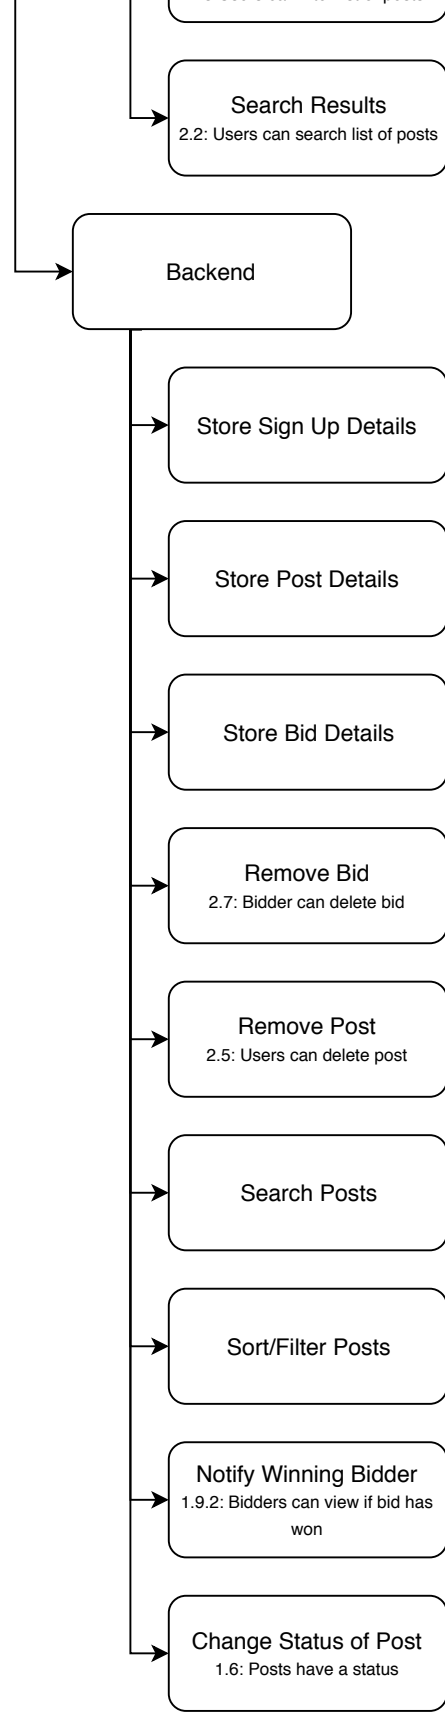 Search Results
2.2: Users can search list of posts
Backend
Store Sign Up Details
Store Post Details
Store Bid Details
Remove Bid
2.7: Bidder can delete bid
Remove Post
2.5: Users can delete post
Search Posts
Sort/Filter Posts
Notify Winning Bidder
1.9.2: Bidders can view if bid has
won
Change Status of Post
1.6: Posts have a status